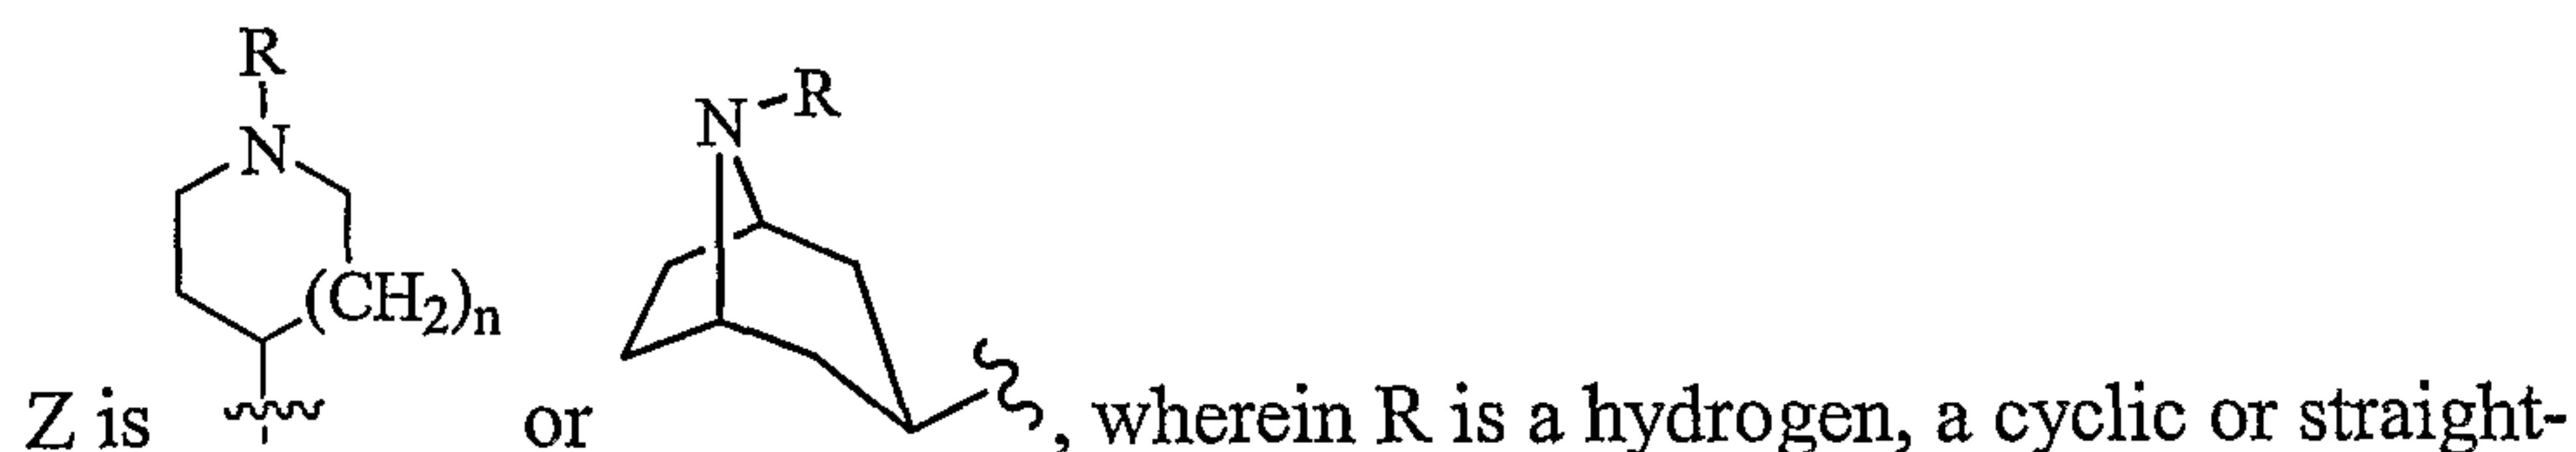 R
N
(CH2)n
N-R
Z is or , wherein R is a hydrogen, a cyclic or straight-